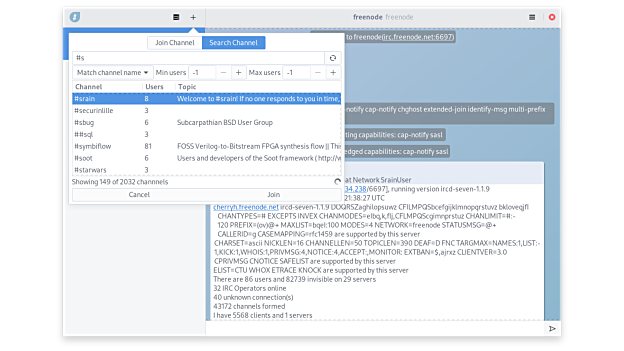 freenode freenode
Join Channel Search Channel
#s
Match channel name Min users -1 − + Max users -1 − +
Channel Users Topic
#srain 8 Welcome to #srain! If no one responds to you in time,
#securinlille 3
#sbug 6 Subcarpathian BSD User Group
##sql 3
#symbiflow 81 FOSS Verilog-to-Bitstream FPGA synthesis flow (| Thi
#soot 6 Users and developers of the Soot framework ( http://w
#starwars 3
Showing 149 of 2032 channels
Cancel Join
to freenode(irc.freenode.net:6697)
notify cap-notify chghost extended-join identify-msg multi-prefix
ting capabilities: cap-notify sasl
edged capabilities: cap-notify sasl
at Network SrainUser
34.238/6697], running version ircd-seven-1.1.9
21:38:27 UTC
cherryh.freenode.net ircd-seven-1.1.9
CHANTYPES=# EXCEPTS INVEX CHANMODES=eIbq,k,flj,CFLMPQScgimnprstuz CHANLIMIT=#:-
120 PREFIX=(ov)@+ MAXLIST=bqeI:100 MODES=4 NETWORK=freenode STATUSMSG=@+
CALLERID=g CASEMAPPING=rfc1459 are supported by this server
CHARSET=ascii NICKLEN=16 CHANNELLEN=50 TOPICLEN=390 DEAF=D FNC TARGMAX=NAMES:1,LIST:-
1,KICK:1,WHOIS:1,PRIVMSG:4,NOTICE:4,ACCEPT:,MONITOR: EXTBAN=$,ajrxz CLIENTVER=3.0
CPRIVMSG CNOTICE SAFELIST are supported by this server
ELIST=CTU WHOX ETRACE KNOCK are supported by this server
There are 86 users and 82739 invisible on 29 servers
32 IRC Operators online
40 unknown connection(s)
43172 channels formed
I have 5568 clients and 1 servers